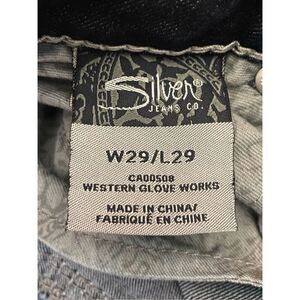 Silver
JEANS CO.
W29/L29
CA00508
WESTERN GLOVE WORKS
MADE IN CHINA/
FABRIQUÉ EN CHINE